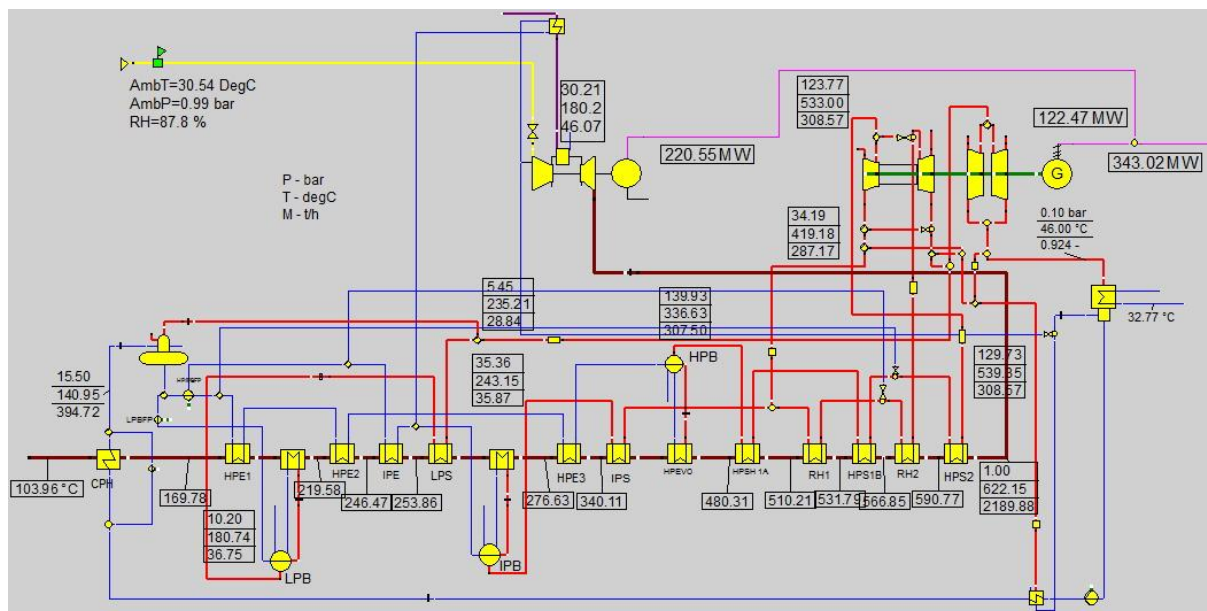 AmbT=30.54 DegC
AmbP=0.99 bar
RH=87.8 %
P - bar
T - degC
M - t/h
30.21
180.2
46.07
220.55 MW
123.77
533.00
308.57
122.47 MW
343.02 MW
G
34.19
419.18
287.17
0.10 bar
46.00 °C
0.924 -
32.77 °C
5.45
235.21
28.84
139.93
336.63
307.50
HPB
35.36
243.15
35.87
129.73
539.35
308.57
15.50
140.95
394.72
LPBFP
CPH
HPE1
HPE2
IPE
LPS
HPE3
IPS
HPEVO
HPSH 1A
RH1
HPS1B
RH2
HPS2
103.96 °C
169.78
219.58
246.47
253.86
276.63
340.11
480.31
510.21
531.79
566.85
590.77
1.00
622.15
2189.88
10.20
180.74
36.75
LPB
IPB